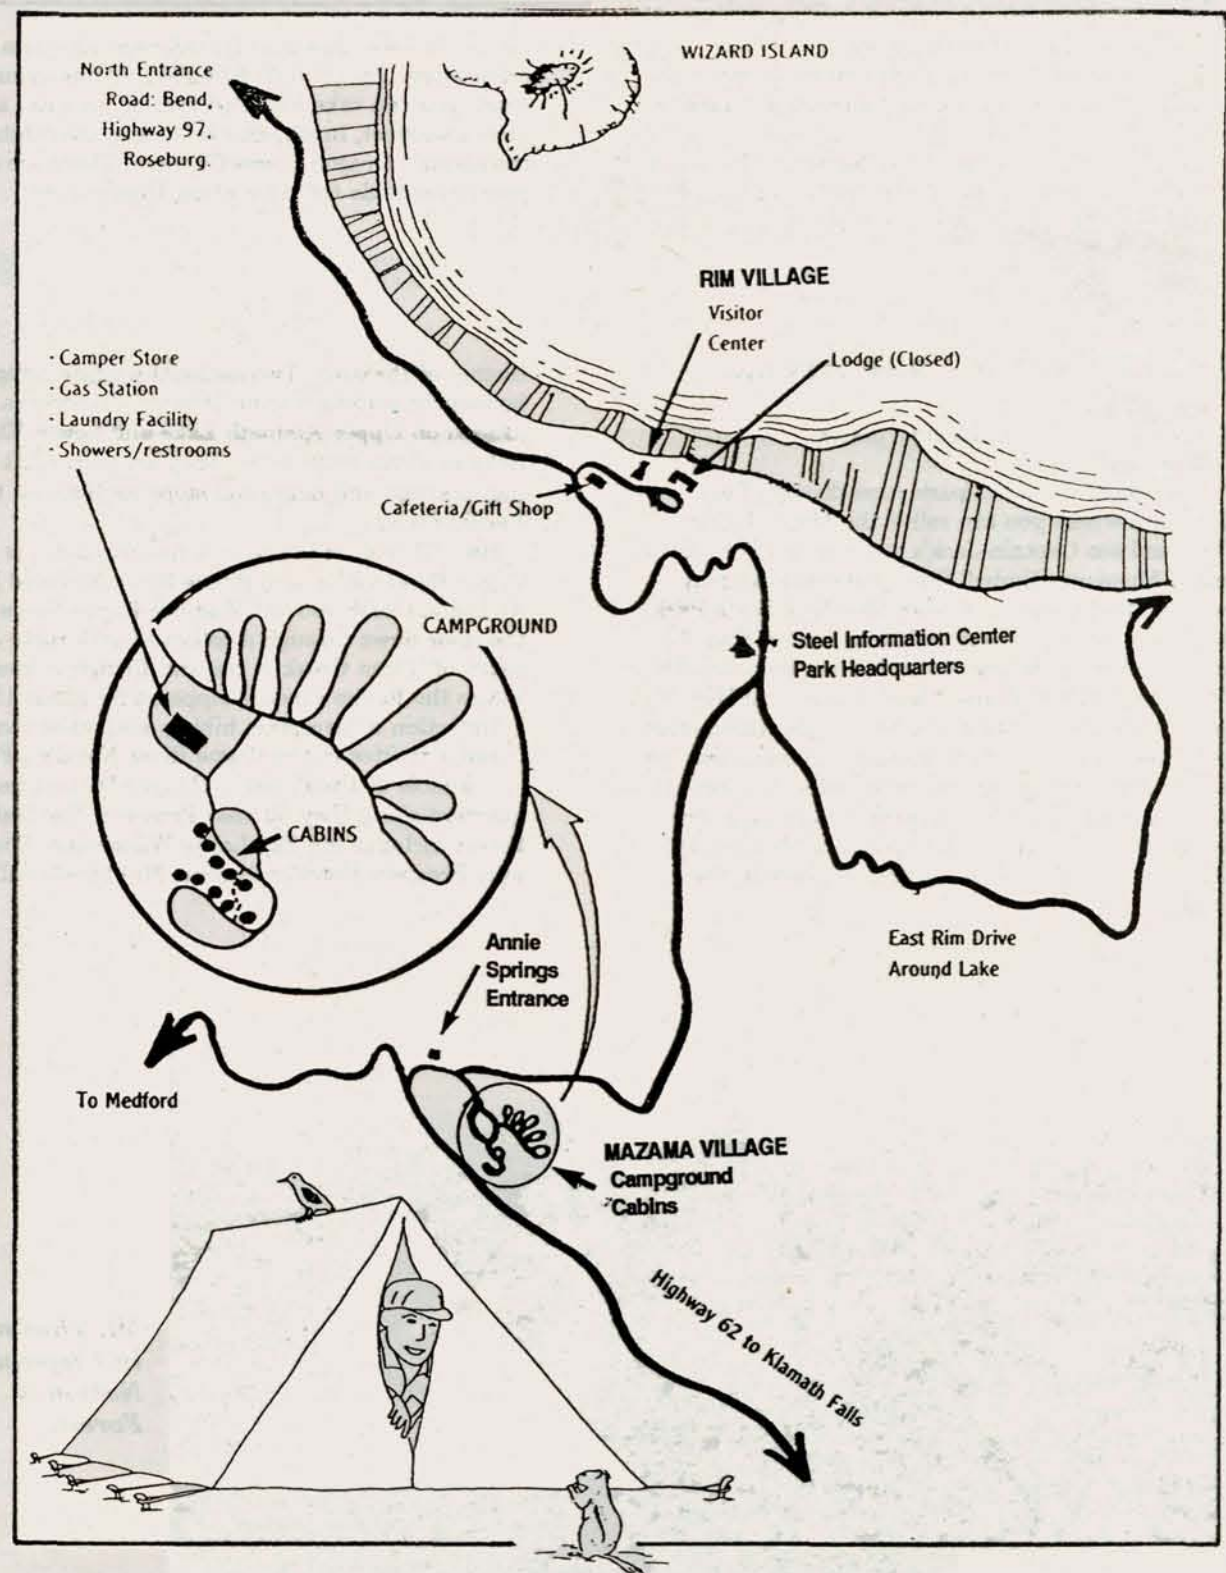 WIZARD ISLAND
North Entrance
Road: Bend,
Highway 97,
Roseburg.
RIM VILLAGE
Visitor
Center
Lodge (Closed)
· Camper Store
· Gas Station
· Laundry Facility
· Showers/restrooms
Cafeteria/Gift Shop
CAMPGROUND
Steel Information Center
Park Headquarters
CABINS
East Rim Drive
Around Lake
Annie
Springs
Entrance
To Medford
MAZAMA VILLAGE
Campground
Cabins
Highway 62 to Klamath Falls